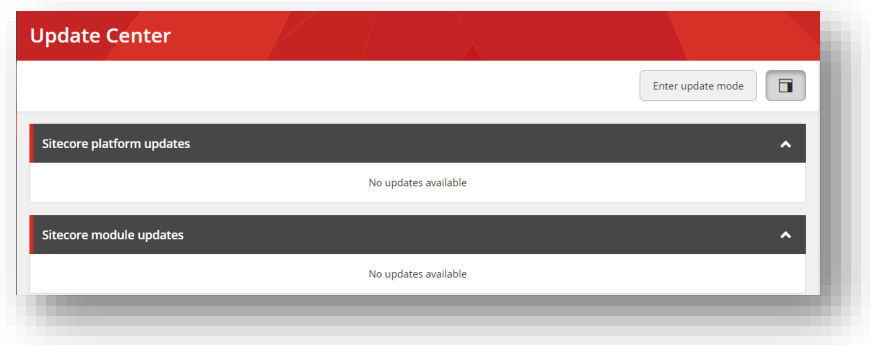 Update Center
Enter update mode
Sitecore platform updates
No updates available
Sitecore module updates
No updates available